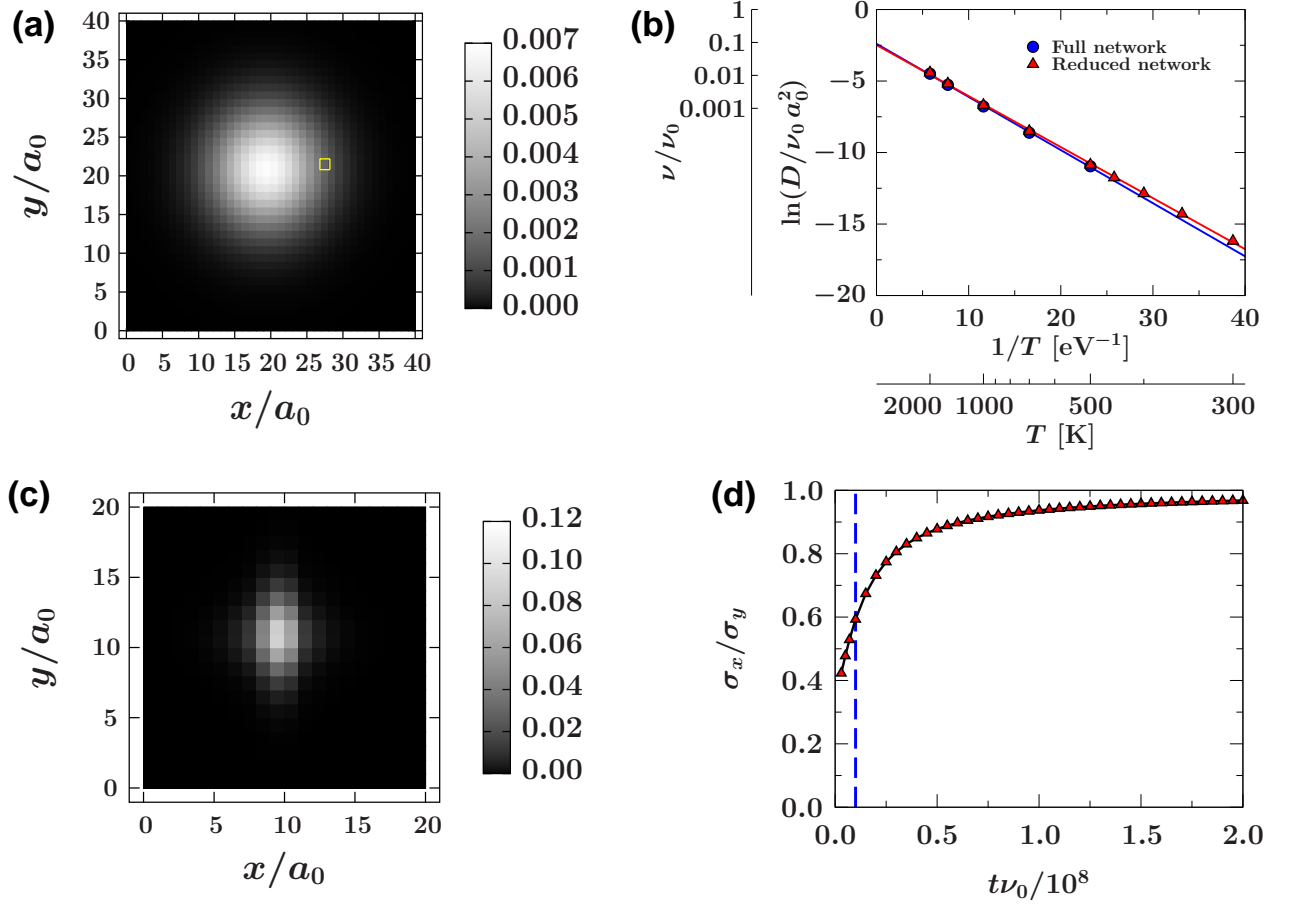 (a)
40
35
30
25
20
15
10
5
0
y/a₀
0 5 10 15 20 25 30 35 40
x/a₀
0.007
0.006
0.005
0.004
0.003
0.002
0.001
0.000
(b)
1
0.1
0.01
0.001
ν/ν₀
0
−5
−10
−15
−20
ln(D/ν₀ a₀²)
Full network
Reduced network
0 10 20 30 40
1/T [eV⁻¹]
2000 1000 500 300
T [K]
(c)
20
15
10
5
0
y/a₀
0 5 10 15 20
x/a₀
0.12
0.10
0.08
0.06
0.04
0.02
0.00
(d)
1.0
0.8
0.6
0.4
0.2
0.0
σₓ/σᵧ
0.0 0.5 1.0 1.5 2.0
tν₀/10⁸